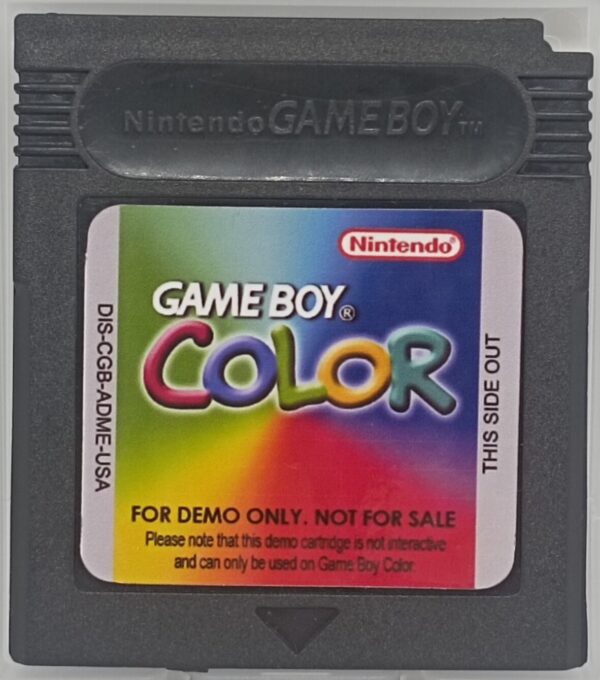 Nintendo GAME BOY TM
Nintendo®
GAME BOY®
COLOR
DIS-CGB-ADME-USA
THIS SIDE OUT
FOR DEMO ONLY. NOT FOR SALE
Please note that this demo cartridge is not interactive
and can only be used on Game Boy Color.